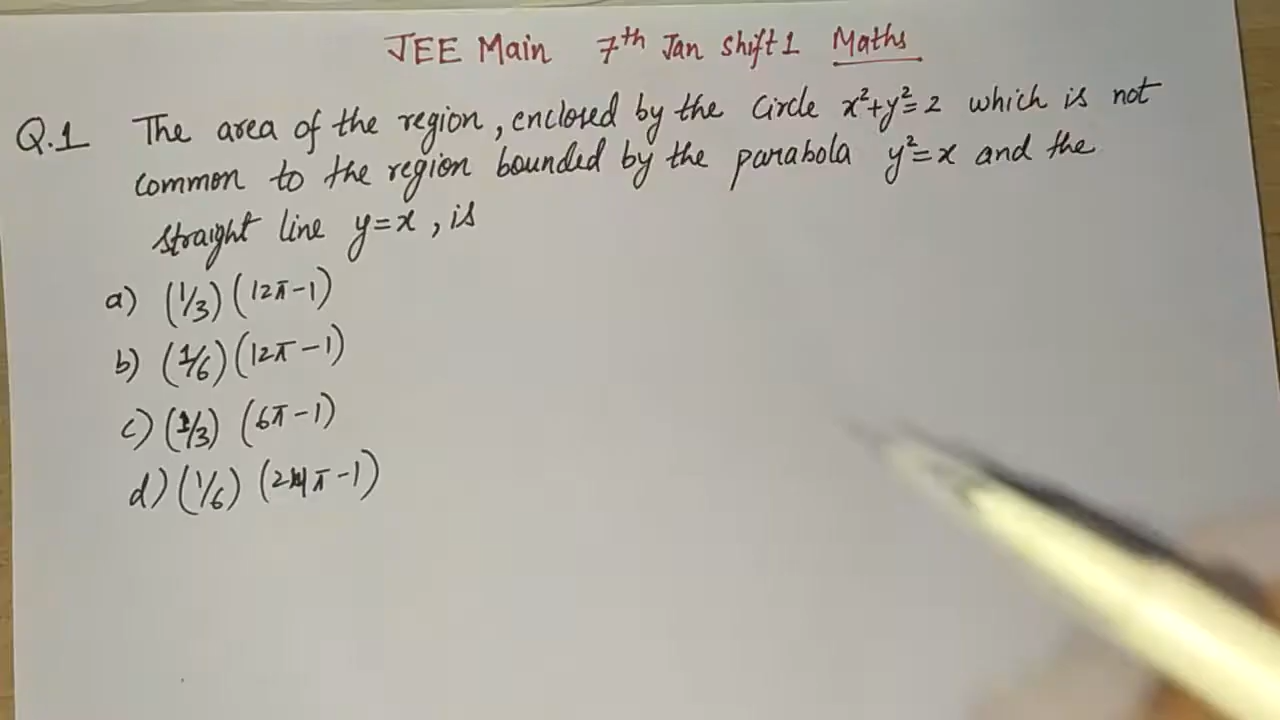 JEE Main 7th Jan Shift 1 Maths
Q.1 The area of the region, enclosed by the Circle x²+y²=2 which is not
common to the region bounded by the parabola y²=x and the
straight line y=x, is
a) (1/3) (12π-1)
b) (1/6) (12π-1)
c) (1/3) (6π-1)
d) (1/6) (24π-1)